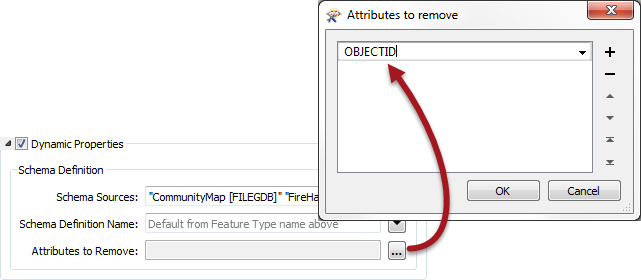 Attributes to remove
OBJECTID
OK
Cancel
Dynamic Properties
Schema Definition
Schema Sources: "CommunityMap [FILEGDB]" "FireHa
Schema Definition Name: Default from Feature Type name above
Attributes to Remove: ...